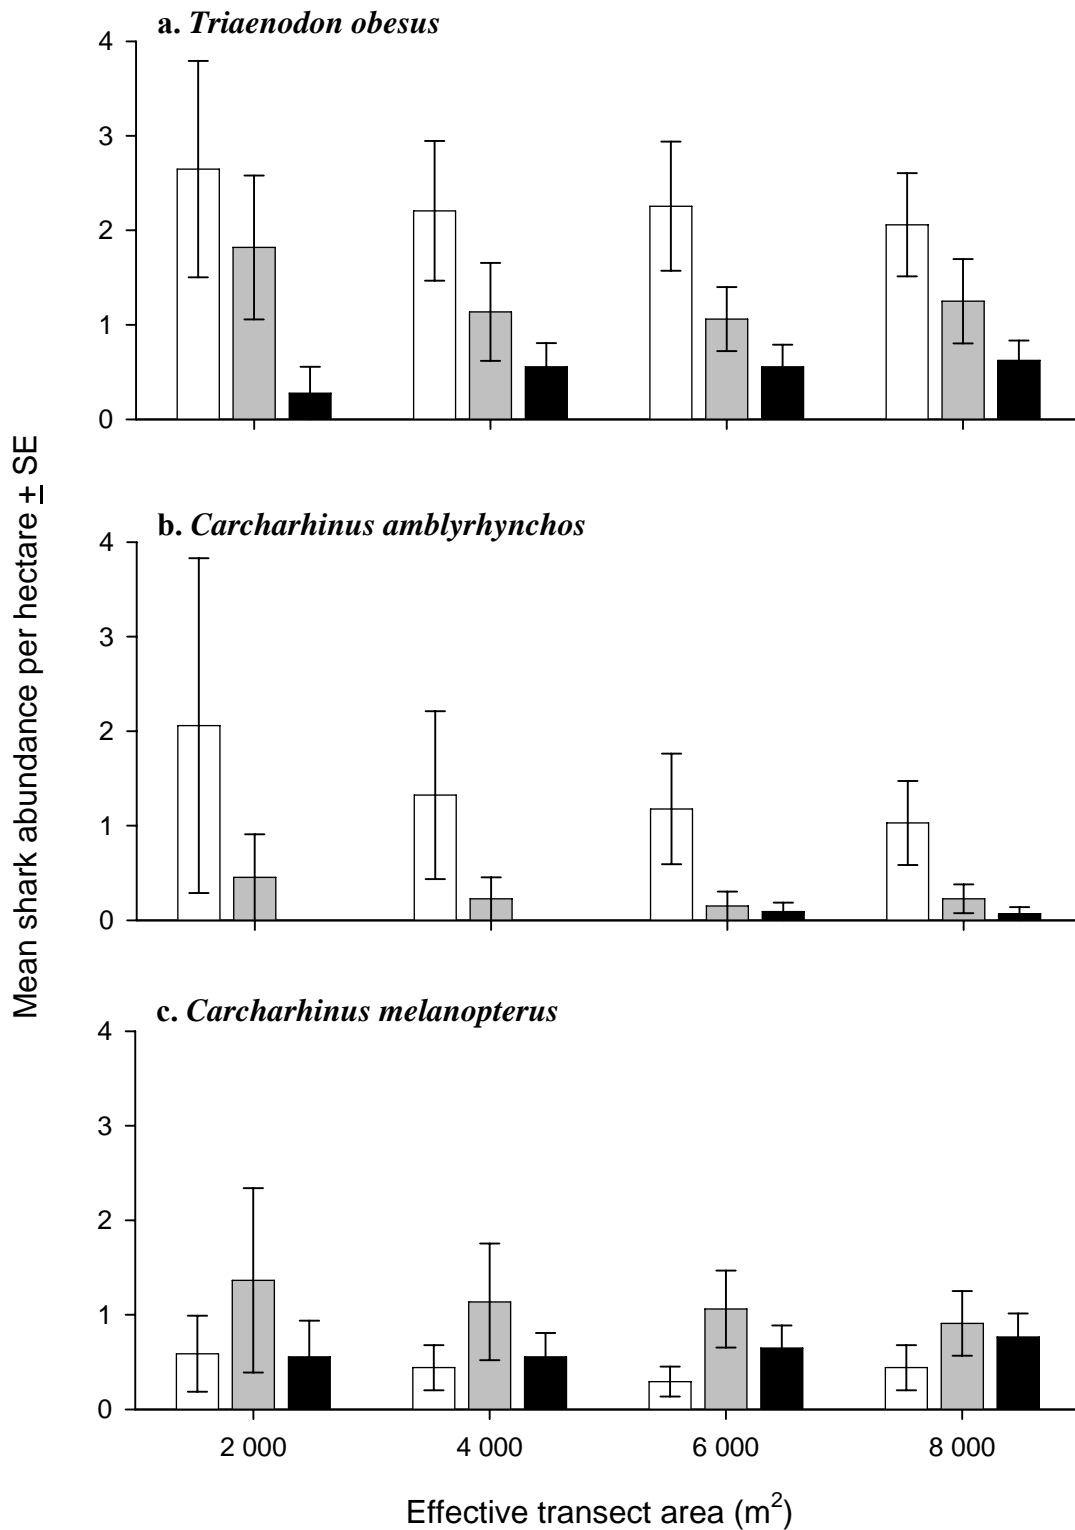 a. Triaenodon obesus
4
3
2
1
0
b. Carcharhinus amblyrhynchos
4
3
2
1
0
Mean shark abundance per hectare ± SE
c. Carcharhinus melanopterus
4
3
2
1
0
2 000 4 000 6 000 8 000
Effective transect area (m²)